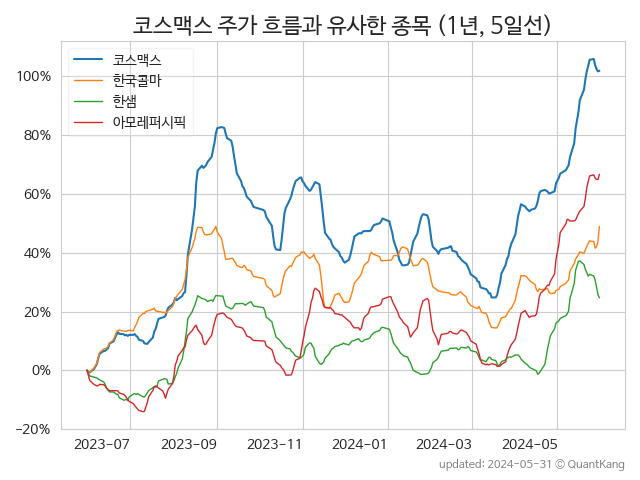 코스맥스 주가 흐름과 유사한 종목 (1년, 5일선)
코스맥스
한국콜마
한샘
아모레퍼시픽
100%
80%
60%
40%
20%
0%
−20%
2023-07
2023-09
2023-11
2024-01
2024-03
2024-05
updated: 2024-05-31 © QuantKang